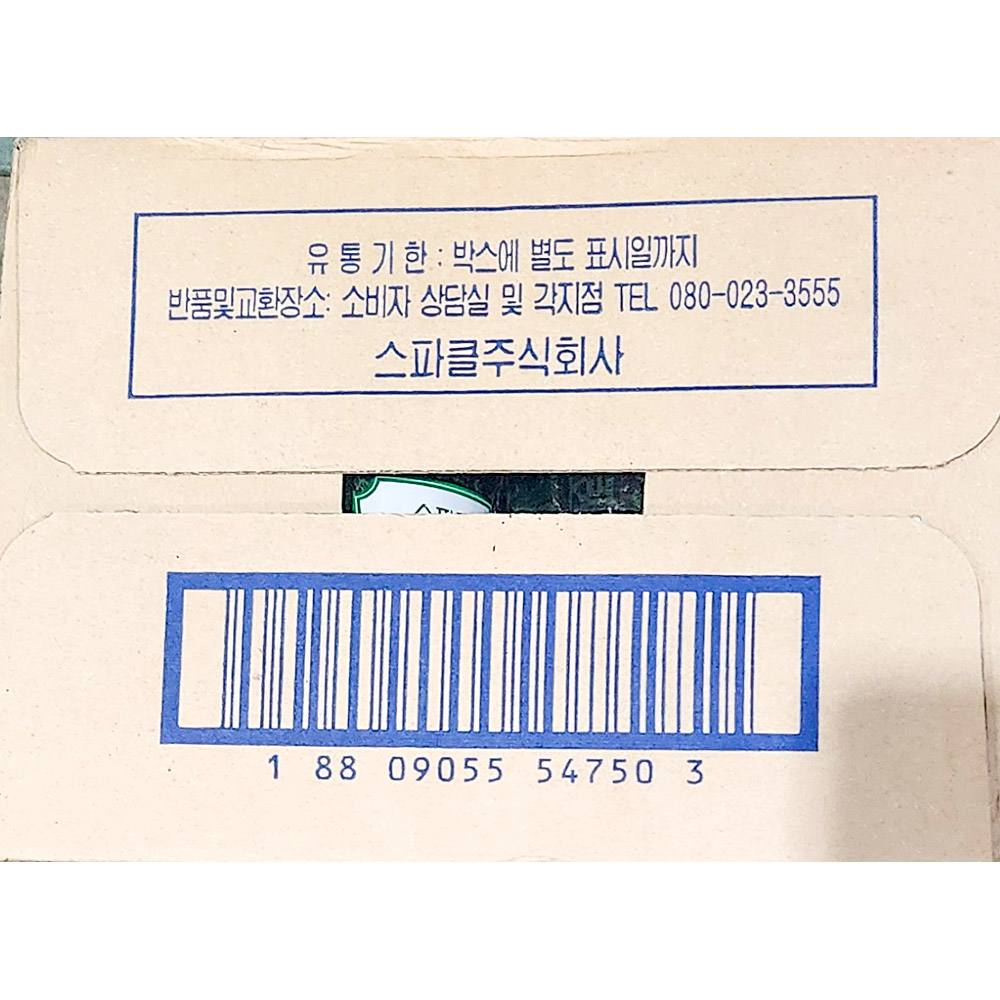 유통기한 : 박스에 별도 표시일까지
반품및교환장소: 소비자 상담실 및 각지점 TEL 080-023-3555
스파클주식회사
1 88 09055 54750 3